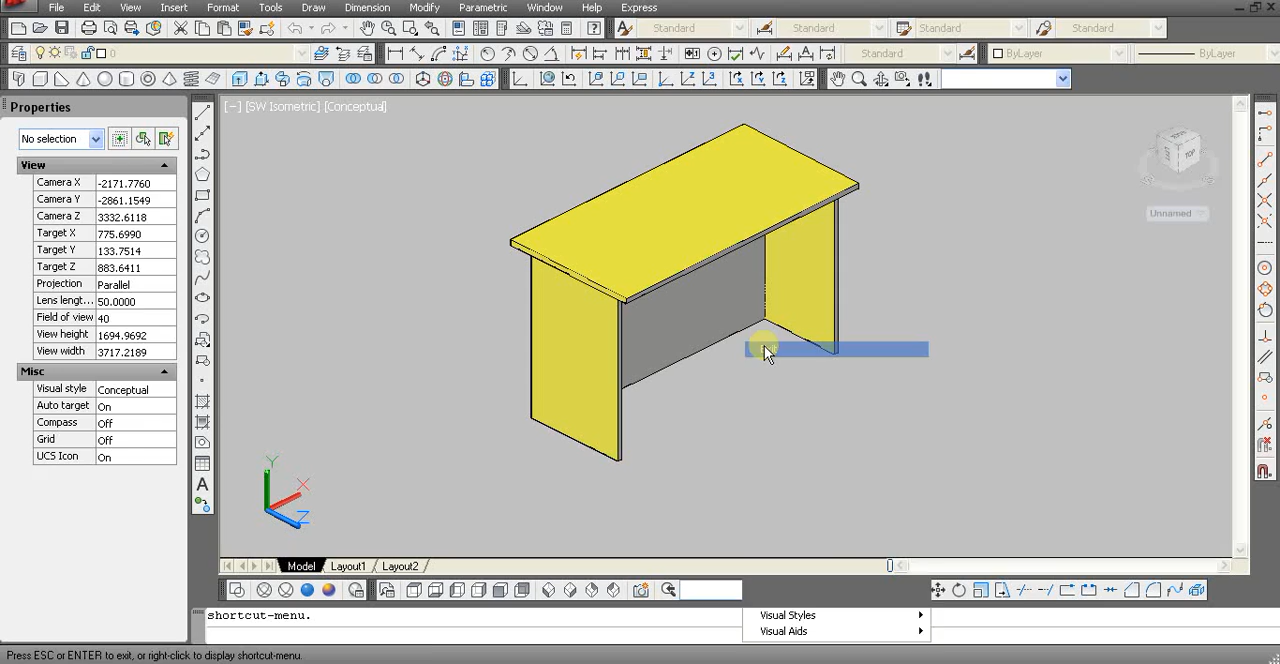 File Edit View Insert Format Tools Draw Dimension Modify Parametric Window Help Express
Standard Standard Standard Standard
0 Standard ByLayer ByLayer
Properties
[−] [SW Isometric] [Conceptual]
No selection
View
Camera X -2171.7760
Camera Y -2861.1549
Camera Z 3332.6118
Target X 775.6990
Target Y 133.7514
Target Z 883.6411
Projection Parallel
Lens lengt... 50.0000
Field of view 40
View height 1694.9692
View width 3717.2189
Misc
Visual style Conceptual
Auto target On
Compass Off
Grid Off
UCS Icon On
TOP
Unnamed
Y
X
Z
Model Layout1 Layout2
shortcut-menu.
Visual Styles
Visual Aids
Press ESC or ENTER to exit, or right-click to display shortcut-menu.